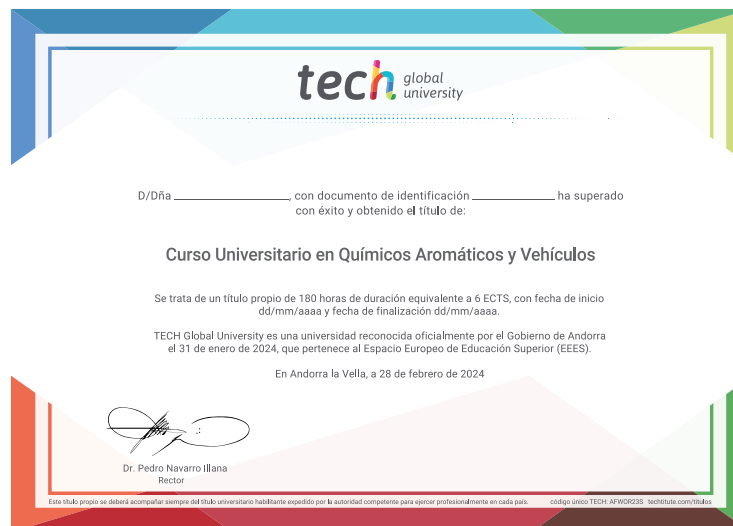 tech global
university
D/Dña ____________, con documento de identificación ____________ ha superado
con éxito y obtenido el título de:
Curso Universitario en Químicos Aromáticos y Vehículos
Se trata de un título propio de 180 horas de duración equivalente a 6 ECTS, con fecha de inicio
dd/mm/aaaa y fecha de finalización dd/mm/aaaa.
TECH Global University es una universidad reconocida oficialmente por el Gobierno de Andorra
el 31 de enero de 2024, que pertenece al Espacio Europeo de Educación Superior (EEES).
En Andorra la Vella, a 28 de febrero de 2024
Dr. Pedro Navarro Illana
Rector
Este título propio se deberá acompañar siempre del título universitario habilitante expedido por la autoridad competente para ejercer profesionalmente en cada país. código único TECH: AFWOR23S techtitute.com/titulos